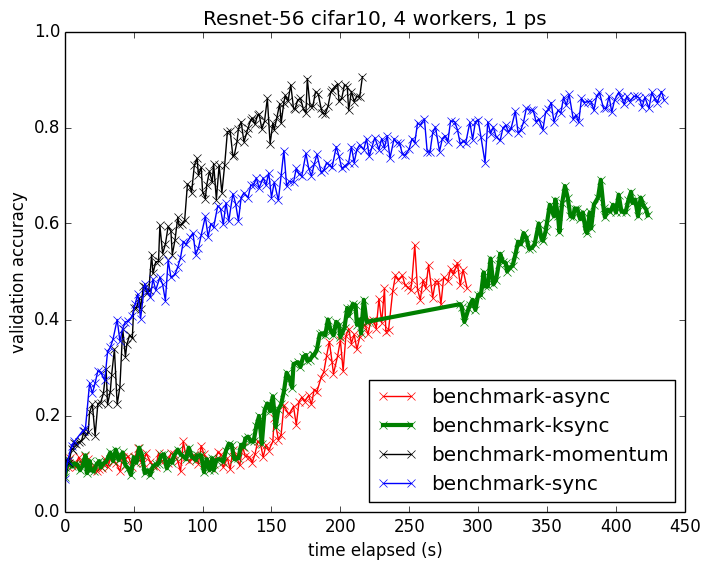 Resnet-56 cifar10, 4 workers, 1 ps
1.0
0.8
0.6
0.4
0.2
0.0
validation accuracy
benchmark-async
benchmark-ksync
benchmark-momentum
benchmark-sync
0 50 100 150 200 250 300 350 400 450
time elapsed (s)